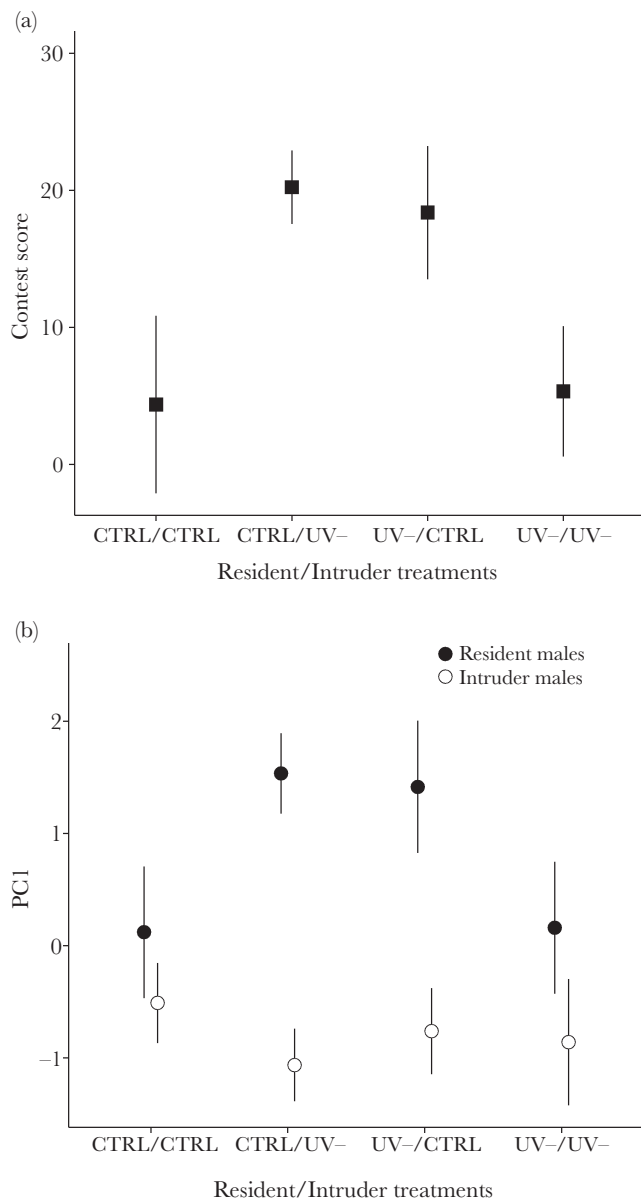 (a)
30
20
10
0
Contest score
CTRL/CTRL CTRL/UV– UV–/CTRL UV–/UV–
Resident/Intruder treatments
(b)
Resident males
Intruder males
2
1
0
–1
PC1
CTRL/CTRL CTRL/UV– UV–/CTRL UV–/UV–
Resident/Intruder treatments